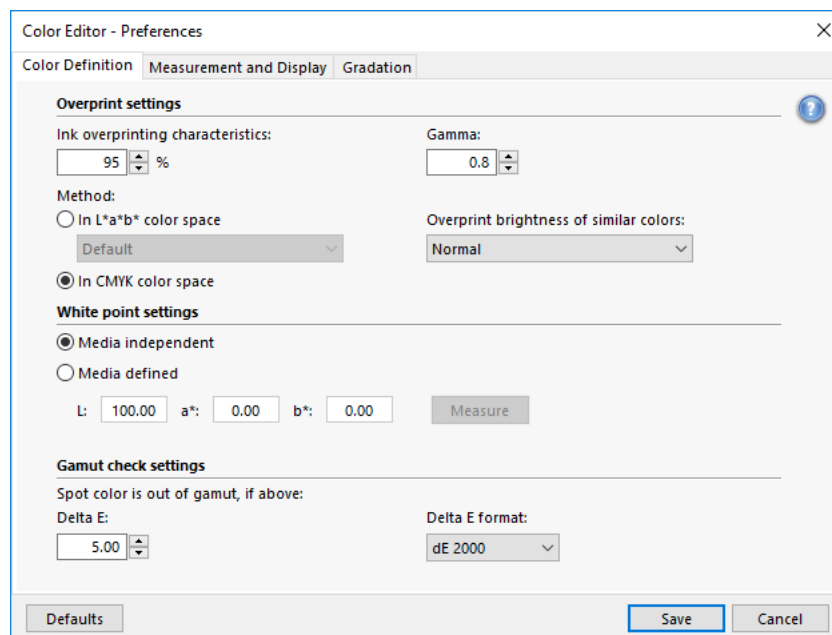 Color Editor - Preferences
Color Definition Measurement and Display Gradation
Overprint settings
?
Ink overprinting characteristics: Gamma:
95 % 0.8
Method:
In L*a*b* color space Overprint brightness of similar colors:
Default Normal
In CMYK color space
White point settings
Media independent
Media defined
L: 100.00 a*: 0.00 b*: 0.00 Measure
Gamut check settings
Spot color is out of gamut, if above:
Delta E: Delta E format:
5.00 dE 2000
Defaults Save Cancel